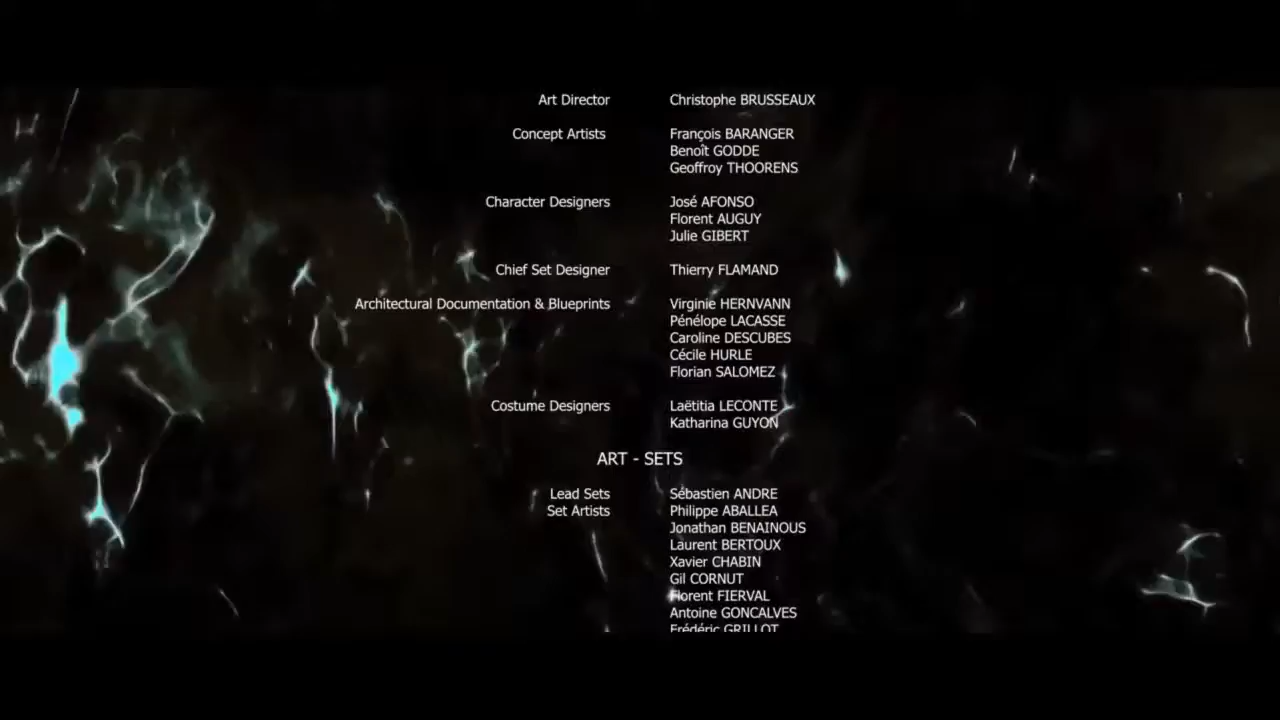 Art Director Christophe BRUSSEAUX
Concept Artists François BARANGER
Benoît GODDE
Geoffroy THOORENS
Character Designers José AFONSO
Florent AUGUY
Julie GIBERT
Chief Set Designer Thierry FLAMAND
Architectural Documentation & Blueprints Virginie HERNVANN
Pénélope LACASSE
Caroline DESCUBES
Cécile HURLE
Florian SALOMEZ
Costume Designers Laëtitia LECONTE
Katharina GUYON
ART - SETS
Lead Sets Sébastien ANDRE
Set Artists Philippe ABALLEA
Jonathan BENAINOUS
Laurent BERTOUX
Xavier CHABIN
Gil CORNUT
Florent FIERVAL
Antoine GONCALVES
Frédéric GRILLOT